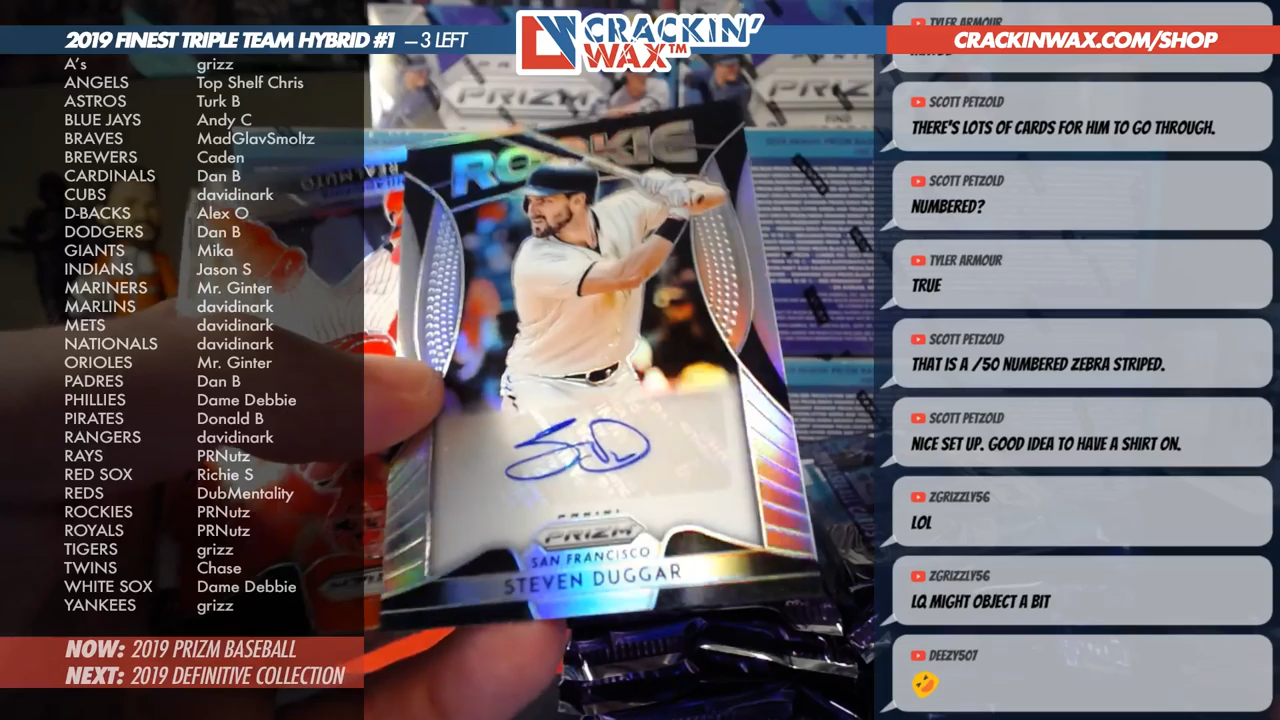 2019 FINEST TRIPLE TEAM HYBRID #1 – 3 LEFT
CRACKIN'
WAX™
CRACKINWAX.COM/SHOP
A's grizz
ANGELS Top Shelf Chris
ASTROS Turk B
BLUE JAYS Andy C
BRAVES MadGlavSmoltz
BREWERS Caden
CARDINALS Dan B
CUBS davidinark
D-BACKS Alex O
DODGERS Dan B
GIANTS Mika
INDIANS Jason S
MARINERS Mr. Ginter
MARLINS davidinark
METS davidinark
NATIONALS davidinark
ORIOLES Mr. Ginter
PADRES Dan B
PHILLIES Dame Debbie
PIRATES Donald B
RANGERS davidinark
RAYS PRNutz
RED SOX Richie S
REDS DubMentality
ROCKIES PRNutz
ROYALS PRNutz
TIGERS grizz
TWINS Chase
WHITE SOX Dame Debbie
YANKEES grizz
NOW: 2019 PRIZM BASEBALL
NEXT: 2019 DEFINITIVE COLLECTION
PRIZM
PRIZM
REALMUTO
ROOKIE
PANINI
PRIZM
SAN FRANCISCO
STEVEN DUGGAR
TYLER ARMOUR
SCOTT PETZOLD
THERE'S LOTS OF CARDS FOR HIM TO GO THROUGH.
SCOTT PETZOLD
NUMBERED?
TYLER ARMOUR
TRUE
SCOTT PETZOLD
THAT IS A /50 NUMBERED ZEBRA STRIPED.
SCOTT PETZOLD
NICE SET UP. GOOD IDEA TO HAVE A SHIRT ON.
ZGRIZZLY56
LOL
ZGRIZZLY56
LQ MIGHT OBJECT A BIT
DEEZY507